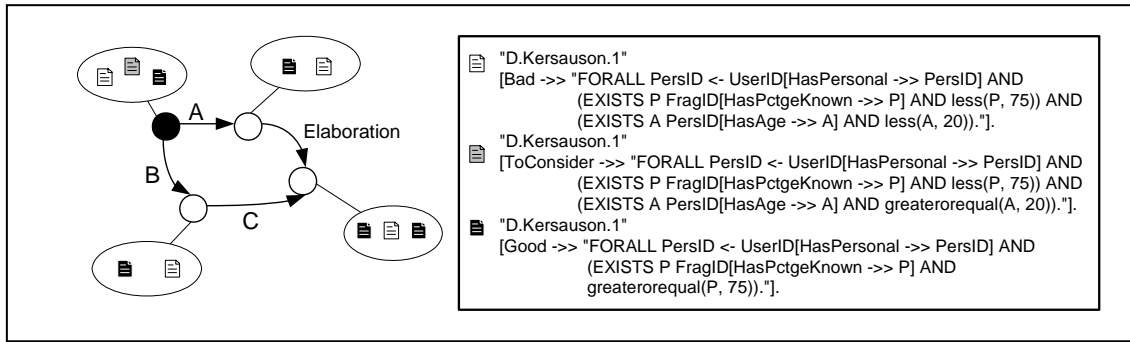 A
B
C
Elaboration
"D.Kersauson.1"
[Bad ->> "FORALL PersID <- UserID[HasPersonal ->> PersID] AND
(EXISTS P FragID[HasPctgeKnown ->> P] AND less(P, 75)) AND
(EXISTS A PersID[HasAge ->> A] AND less(A, 20))."].
"D.Kersauson.1"
[ToConsider ->> "FORALL PersID <- UserID[HasPersonal ->> PersID] AND
(EXISTS P FragID[HasPctgeKnown ->> P] AND less(P, 75)) AND
(EXISTS A PersID[HasAge ->> A] AND greaterorequal(A, 20))."].
"D.Kersauson.1"
[Good ->> "FORALL PersID <- UserID[HasPersonal ->> PersID] AND
(EXISTS P FragID[HasPctgeKnown ->> P] AND
greaterorequal(P, 75))."].